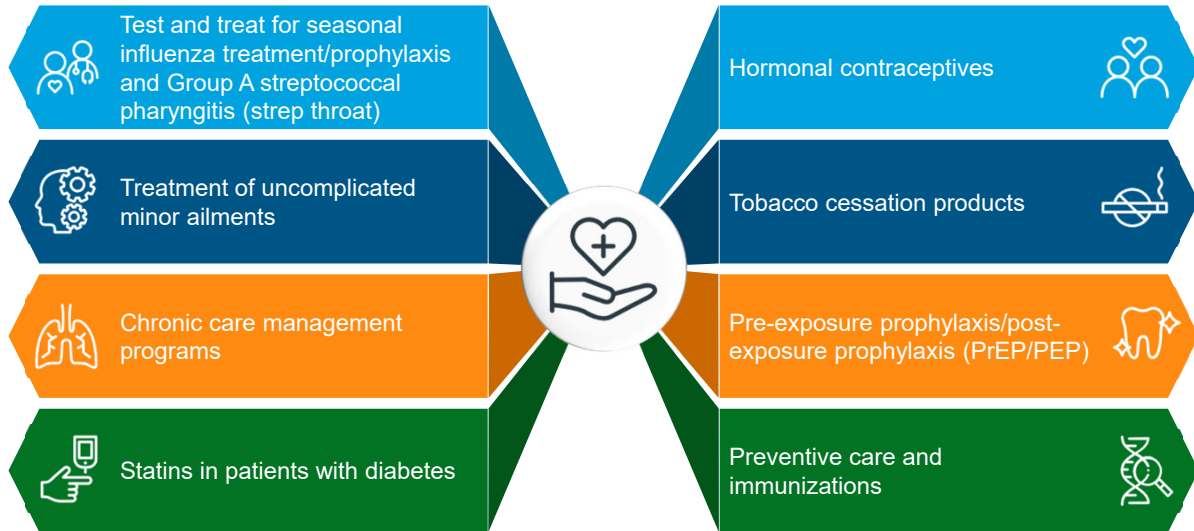 Test and treat for seasonal
influenza treatment/prophylaxis
and Group A streptococcal
pharyngitis (strep throat)
Treatment of uncomplicated
minor ailments
Chronic care management
programs
Statins in patients with diabetes
Hormonal contraceptives
Tobacco cessation products
Pre-exposure prophylaxis/post-
exposure prophylaxis (PrEP/PEP)
Preventive care and
immunizations